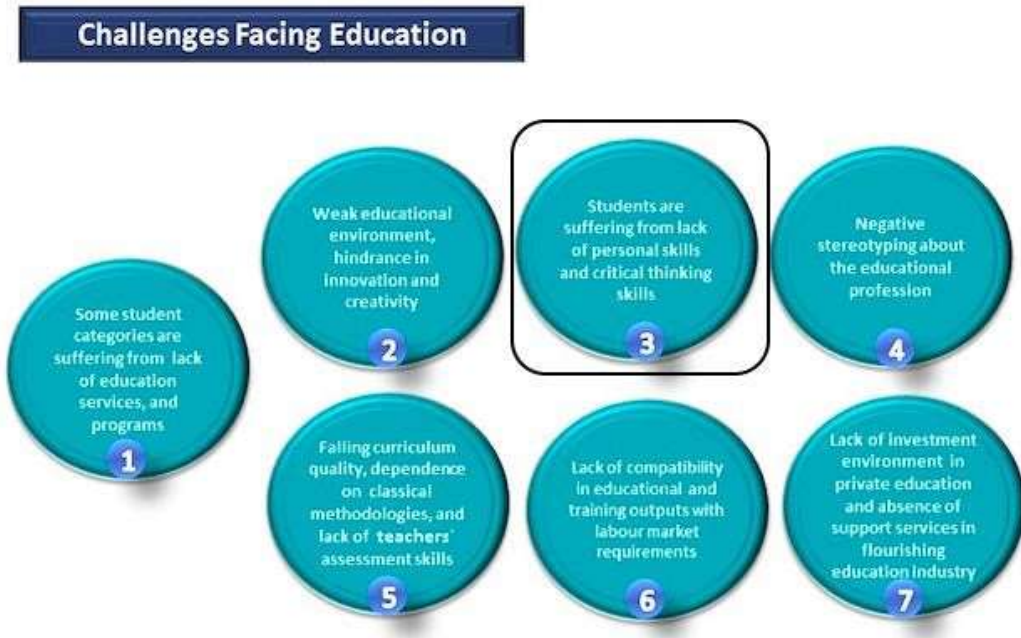 Challenges Facing Education
Some student
categories are
suffering from lack
of education
services, and
programs
1
Weak educational
environment,
hindrance in
innovation and
creativity
2
Students are
suffering from lack
of personal skills
and critical thinking
skills
3
Negative
stereotyping about
the educational
profession
4
Falling curriculum
quality, dependence
on classical
methodologies, and
lack of teachers'
assessment skills
5
Lack of compatibility
in educational and
training outputs with
labour market
requirements
6
Lack of investment
environment in
private education
and absence of
support services in
flourishing
education industry
7